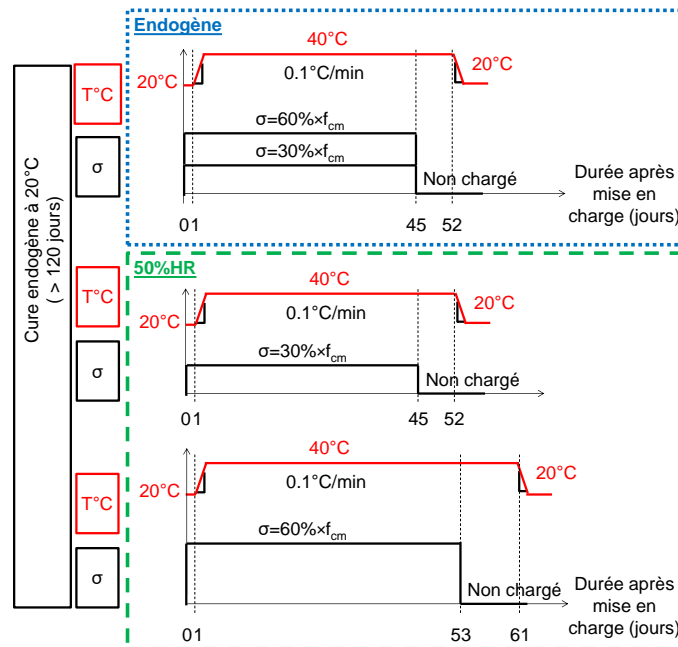 Cure endogène à 20°C
( > 120 jours)
Endogène
T°C
σ
20°C
40°C
0.1°C/min
20°C
σ=60%×fcm
σ=30%×fcm
Non chargé
01
45
52
Durée après
mise en
charge (jours)
50%HR
T°C
σ
20°C
40°C
0.1°C/min
20°C
σ=30%×fcm
Non chargé
01
45
52
T°C
σ
20°C
40°C
0.1°C/min
20°C
σ=60%×fcm
Non chargé
01
53
61
Durée après
mise en
charge (jours)